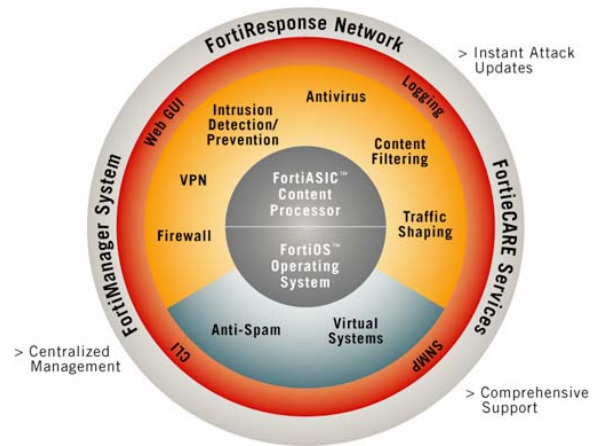 FortiResponse Network
> Instant Attack
Updates
Web GUI
Logging
Antivirus
Intrusion
Detection/
Prevention
Content
Filtering
FortiManager System
FortieCARE Services
VPN
FortiASIC™
Content
Processor
Firewall
Traffic
Shaping
FortiOS™
Operating
System
Anti-Spam
Virtual
Systems
CLI
SNMP
> Centralized
Management
> Comprehensive
Support